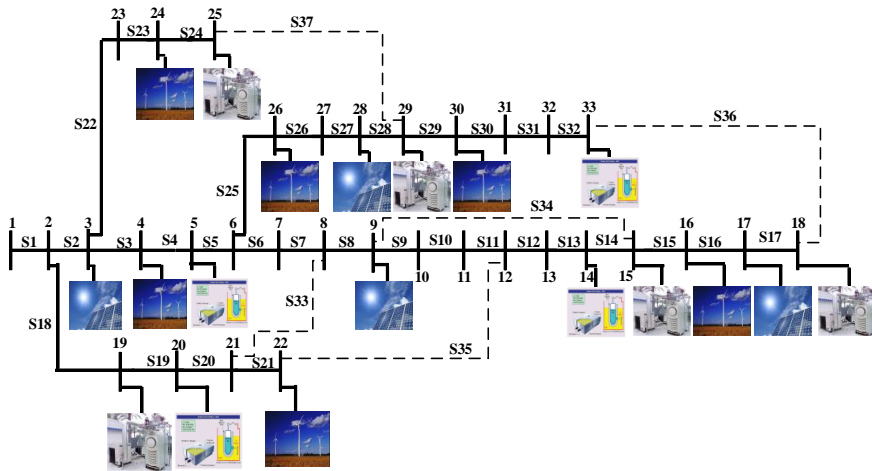 23 24 25 S37
S23 S24
26 27 28 29 30 31 32 33 S36
S22 S26 S27 S28 S29 S30 S31 S32
S25 S34
1 2 3 4 5 6 7 8 9 16 17 18
S1 S2 S3 S4 S5 S6 S7 S8 S9 S10 S11 S12 S13 S14 S15 S16 S17
10 11 12 13 14 15
S33
S18
19 20 21 22 S35
S19 S20 S21